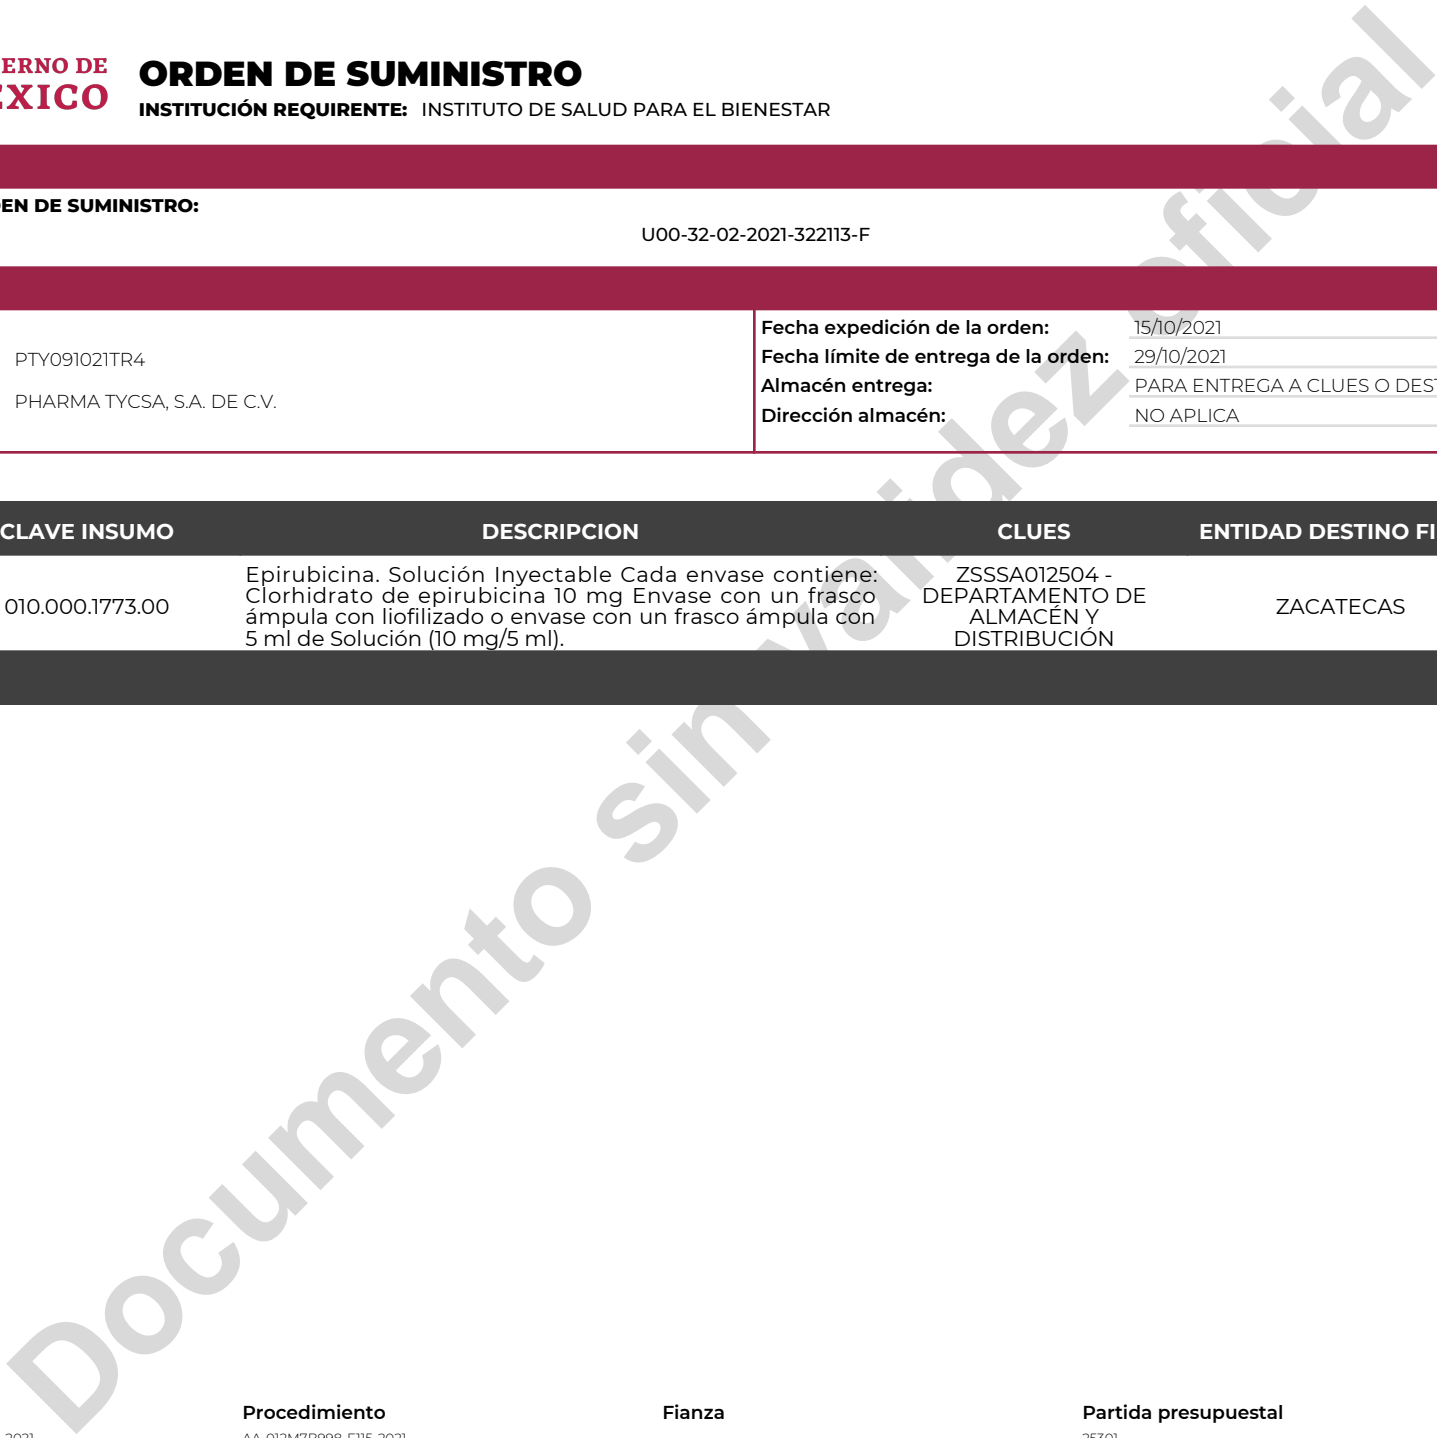 ERNO DE
ORDEN DE SUMINISTRO
INSTITUCIÓN REQUIRENTE: INSTITUTO DE SALUD PARA EL BIENESTAR
EXICO
EN DE SUMINISTRO:
U00-32-02-2021-322113-F
PTY091021TR4
PHARMA TYCSA, S.A. DE C.V.
Fecha expedición de la orden: 15/10/2021
Fecha límite de entrega de la orden: 29/10/2021
Almacén entrega: PARA ENTREGA A CLUES O DEST
Dirección almacén: NO APLICA
CLAVE INSUMO DESCRIPCION CLUES ENTIDAD DESTINO FI
010.000.1773.00
Epirubicina. Solución Inyectable Cada envase contiene:
Clorhidrato de epirubicina 10 mg Envase con un frasco
ámpula con liofilizado o envase con un frasco ámpula con
5 ml de Solución (10 mg/5 ml).
ZSSSA012504 -
DEPARTAMENTO DE
ALMACÉN Y
DISTRIBUCIÓN
ZACATECAS
Documento sin validez oficial
Procedimiento Fianza Partida presupuestal